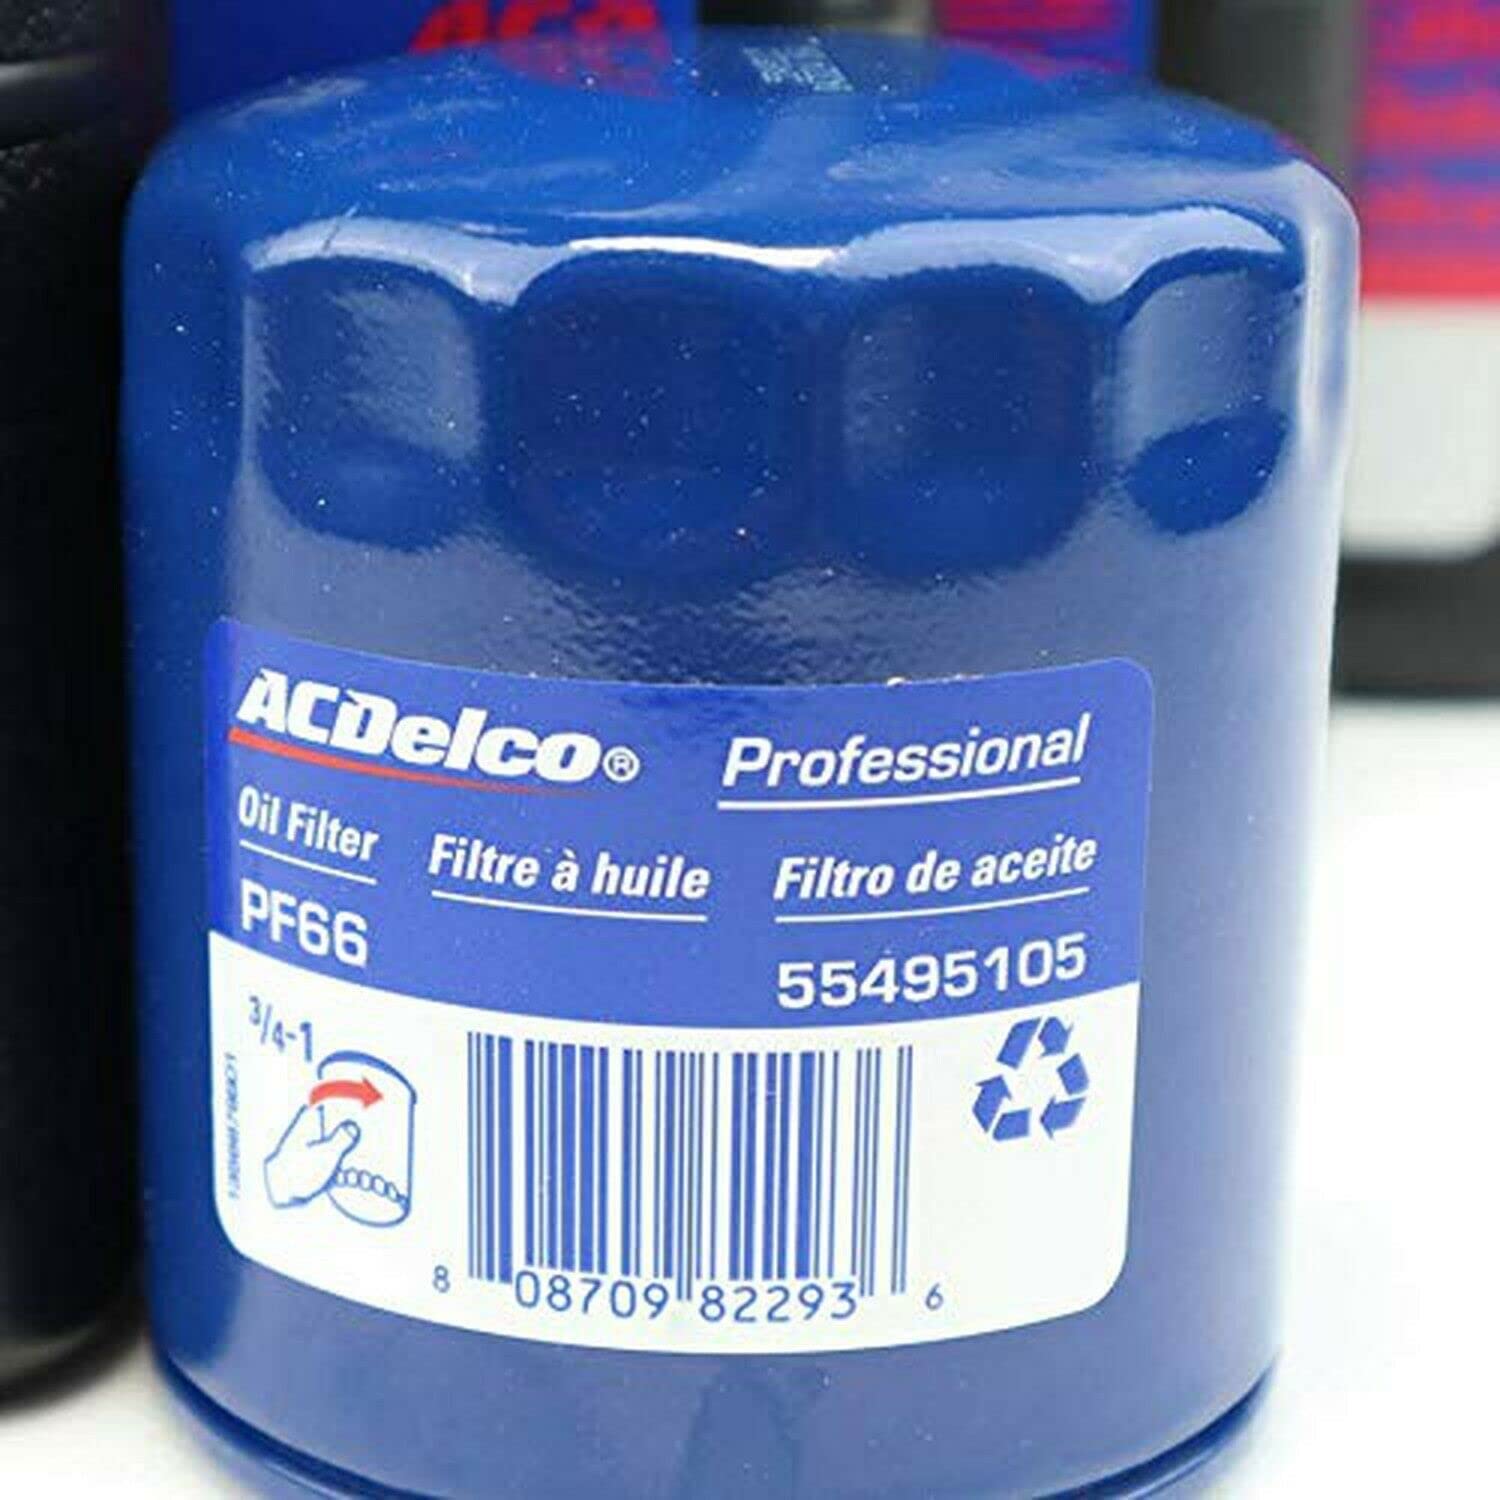 ACDelco® Professional
Oil Filter Filtre à huile Filtro de aceite
PF66 55495105
3/4-1
8 08709 82293 6